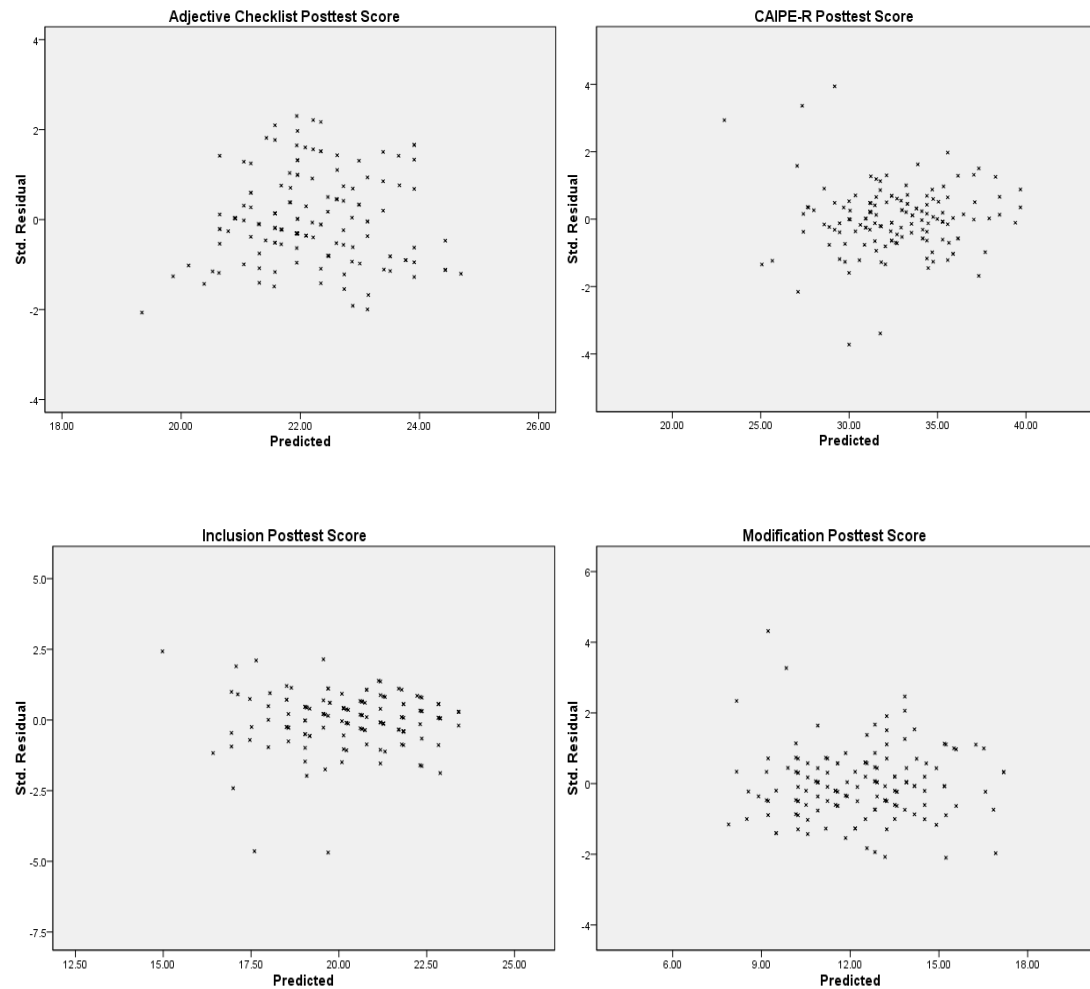 Adjective Checklist Posttest Score
4
2
0
-2
-4
Std. Residual
18.00 20.00 22.00 24.00 26.00
Predicted
CAIPE-R Posttest Score
4
2
0
-2
-4
Std. Residual
20.00 25.00 30.00 35.00 40.00
Predicted
Inclusion Posttest Score
5.0
2.5
0.0
-2.5
-5.0
-7.5
Std. Residual
12.50 15.00 17.50 20.00 22.50 25.00
Predicted
Modification Posttest Score
6
4
2
0
-2
-4
Std. Residual
6.00 9.00 12.00 15.00 18.00
Predicted